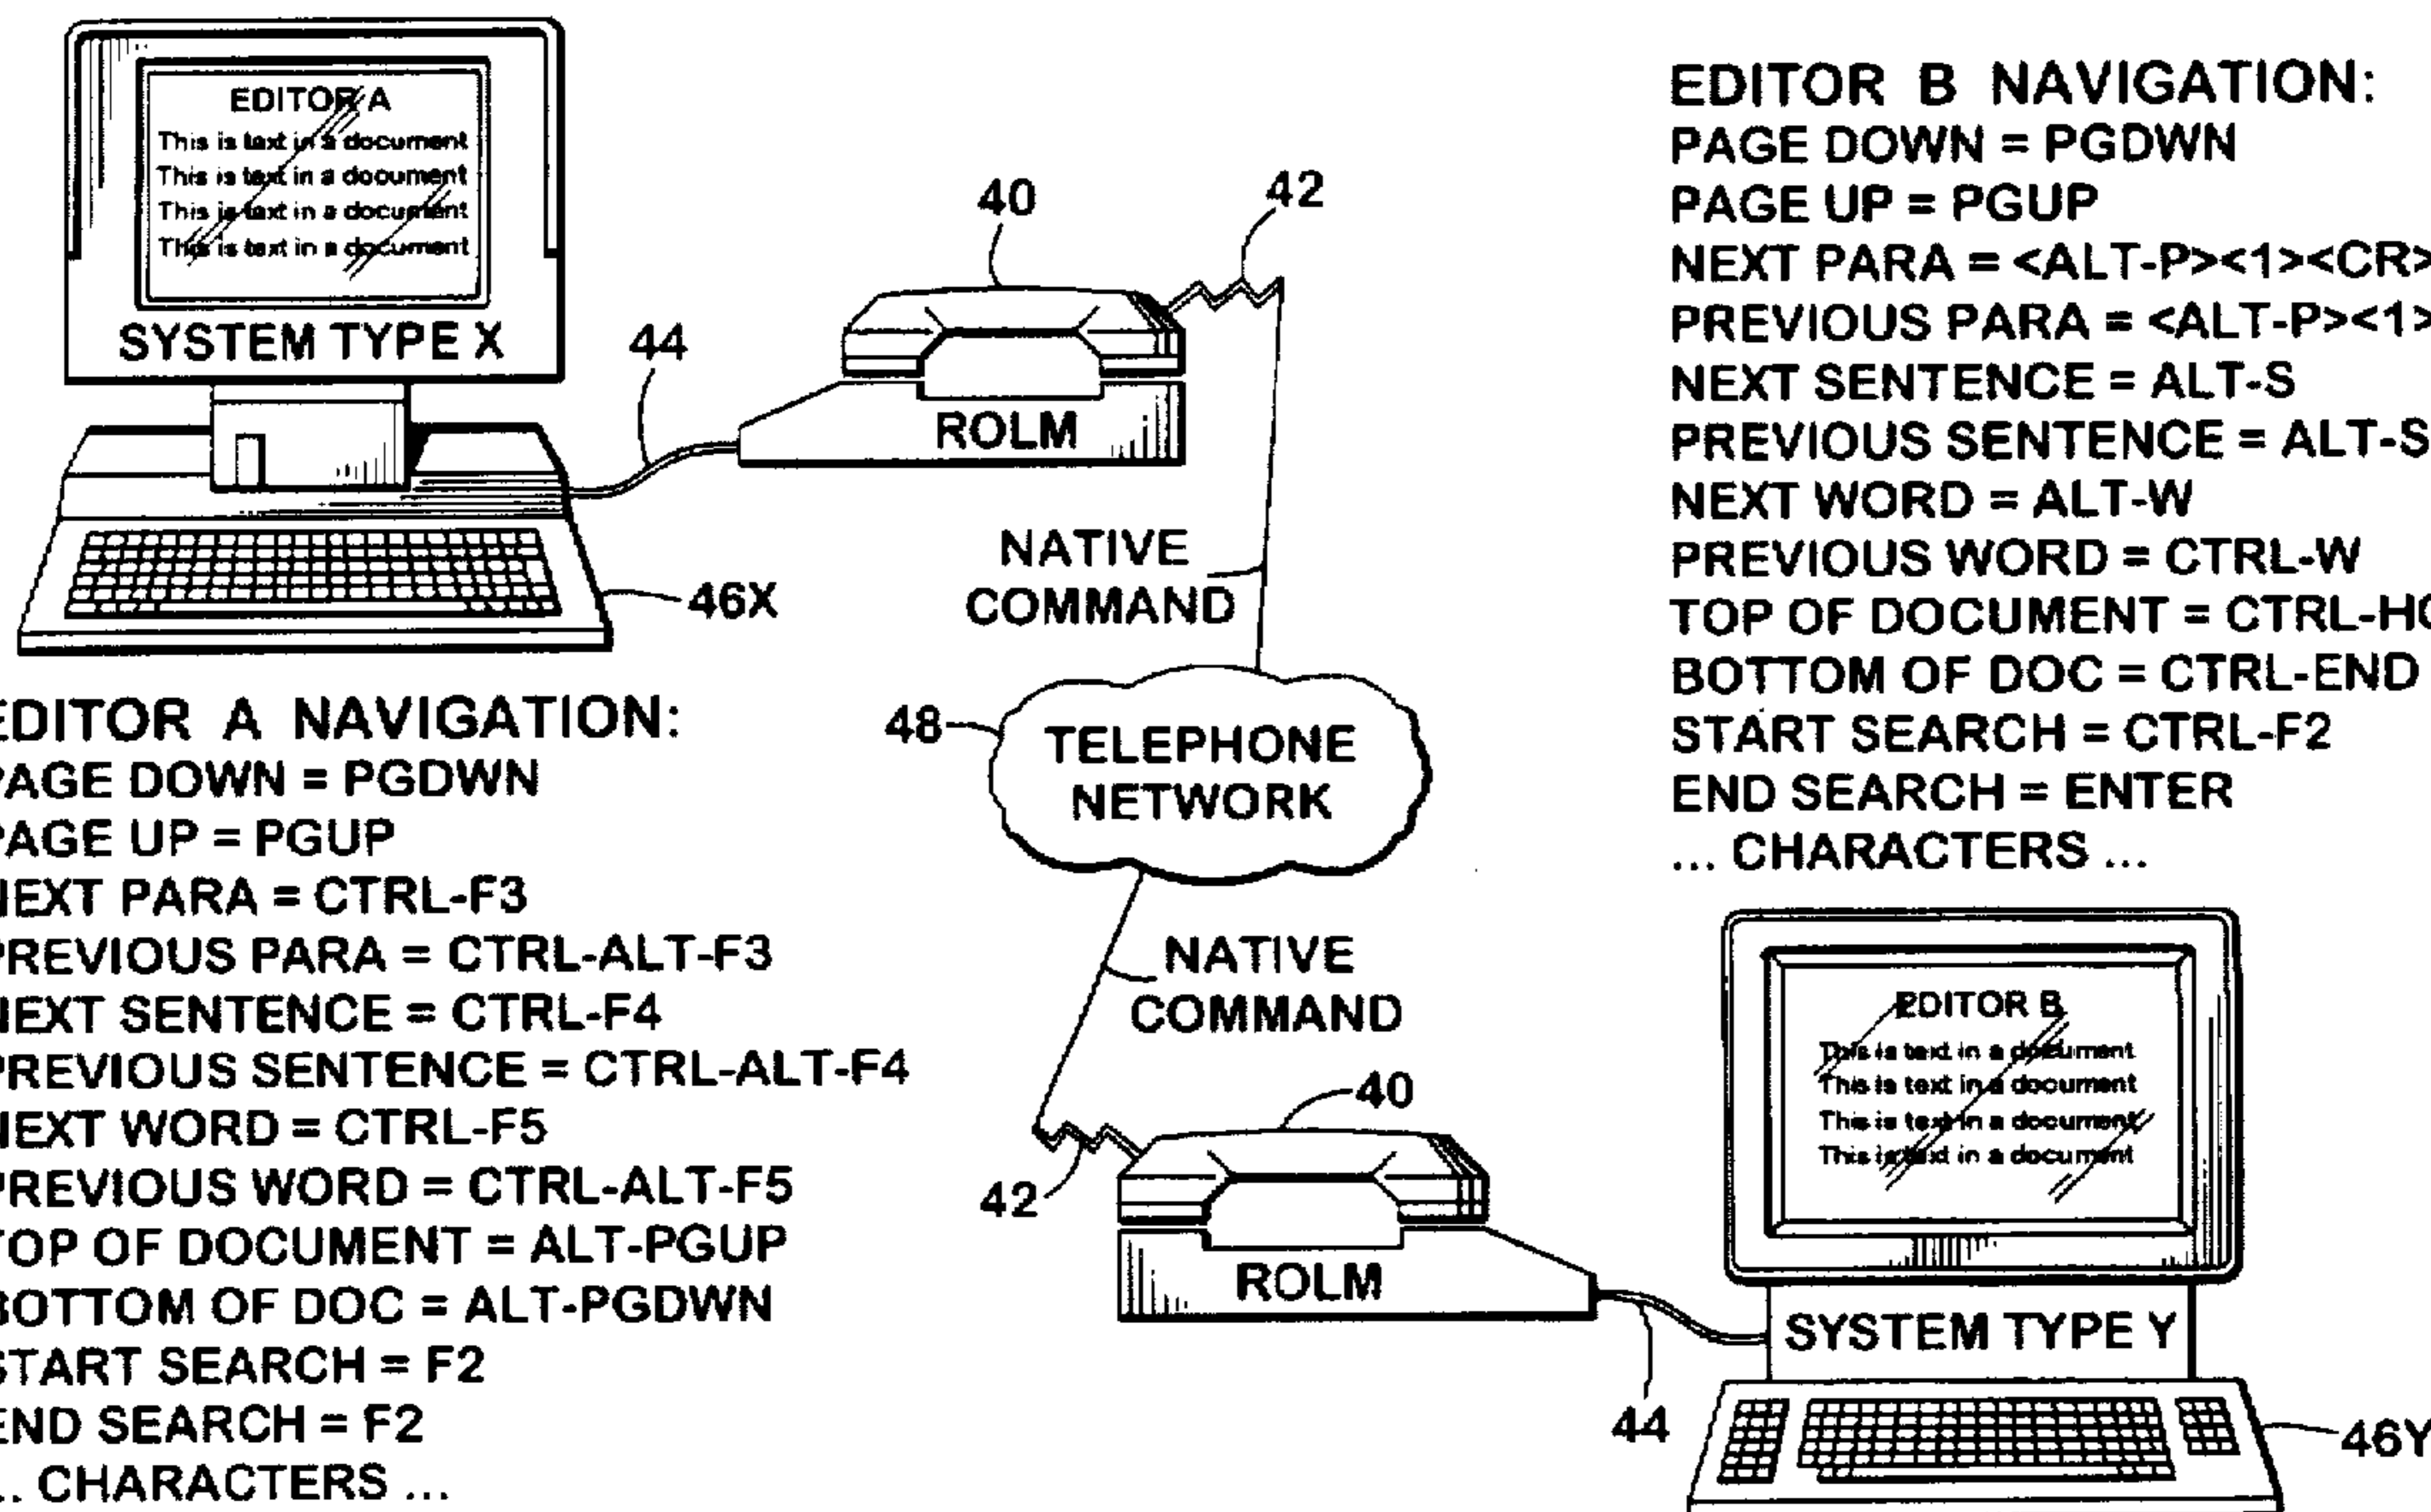 EDITOR A
This is text in a document
This is text in a document
This is text in a document
This is text in a document
SYSTEM TYPE X
44
46X
40
42
ROLM
NATIVE
COMMAND
48
TELEPHONE
NETWORK
NATIVE
COMMAND
40
42
ROLM
44
EDITOR A NAVIGATION:
PAGE DOWN = PGDWN
PAGE UP = PGUP
NEXT PARA = CTRL-F3
PREVIOUS PARA = CTRL-ALT-F3
NEXT SENTENCE = CTRL-F4
PREVIOUS SENTENCE = CTRL-ALT-F4
NEXT WORD = CTRL-F5
PREVIOUS WORD = CTRL-ALT-F5
TOP OF DOCUMENT = ALT-PGUP
BOTTOM OF DOC = ALT-PGDWN
START SEARCH = F2
END SEARCH = F2
... CHARACTERS ...
EDITOR B NAVIGATION:
PAGE DOWN = PGDWN
PAGE UP = PGUP
NEXT PARA = <ALT-P><1><CR>
PREVIOUS PARA = <ALT-P><1>
NEXT SENTENCE = ALT-S
PREVIOUS SENTENCE = ALT-S
NEXT WORD = ALT-W
PREVIOUS WORD = CTRL-W
TOP OF DOCUMENT =
BOTTOM OF DOC = CTRL-END
START SEARCH = CTRL-F2
END SEARCH = ENTER
... CHARACTERS ...
EDITOR B
This is text in a document
This is text in a document
This is text in a document
This is text in a document
SYSTEM TYPE Y
46Y